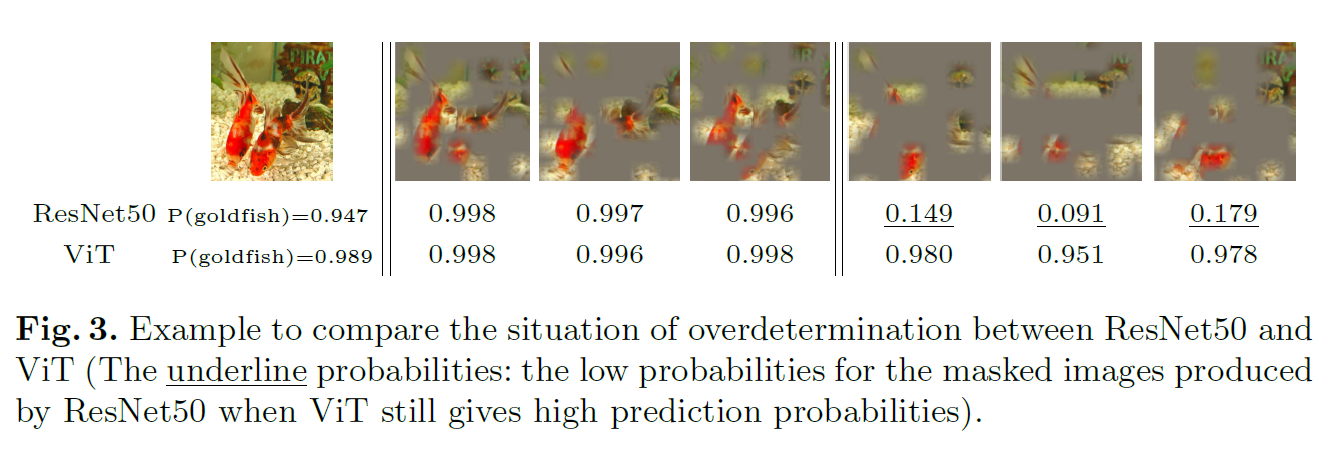 PIRA
ResNet50 P(goldfish)=0.947 0.998 0.997 0.996 0.149 0.091 0.179
ViT P(goldfish)=0.989 0.998 0.996 0.998 0.980 0.951 0.978
Fig. 3. Example to compare the situation of overdetermination between ResNet50 and
ViT (The underline probabilities: the low probabilities for the masked images produced
by ResNet50 when ViT still gives high prediction probabilities).